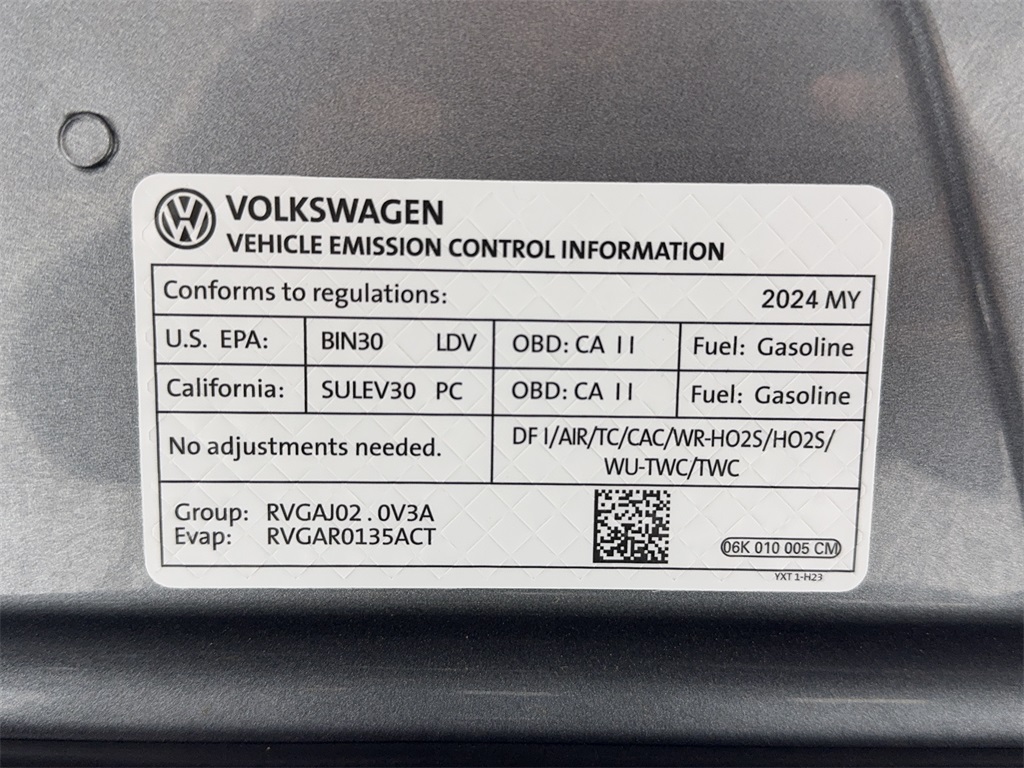 VOLKSWAGEN
VEHICLE EMISSION CONTROL INFORMATION
Conforms to regulations: 2024 MY
U.S. EPA: BIN30 LDV OBD: CA II Fuel: Gasoline
California: SULEV30 PC OBD: CA II Fuel: Gasoline
No adjustments needed. DFI/AIR/TC/CAC/WR-HO2S/HO2S/
WU-TWC/TWC
Group: RVGAJ02.0V3A
Evap: RVGAR0135ACT
06K 010 005 CM
YXT 1-H23